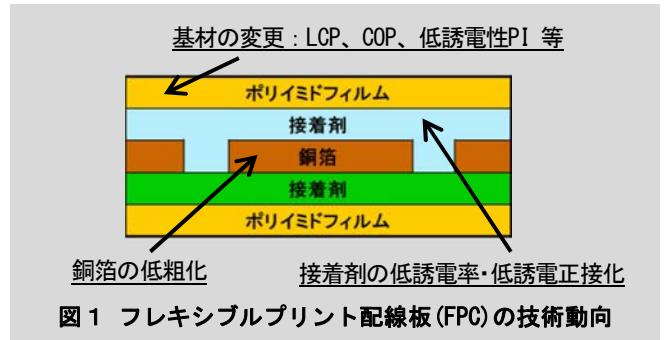 基材の変更：LCP、COP、低誘電性PI 等
ポリイミドフィルム
接着剤
銅箔
接着剤
ポリイミドフィルム
銅箔の低粗化
接着剤の低誘電率・低誘電正接化
図１ フレキシブルプリント配線板(FPC)の技術動向